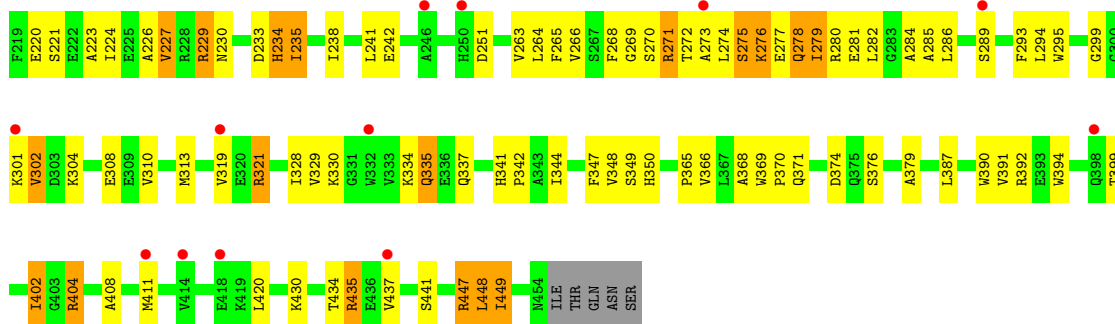 F219 E220 S221 E222 A223 I224 E225 A226 V227 R228 R229 N230 D233 H234 I235 I238 L241 E242 A246 H250 D251 V263 L264 F265 V266 S267 F268 G269 S270 R271 T272 A273 L274 S275 K276 E277 Q278 I279 R280 E281 L282 G283 A284 A285 L286 S289 F293 L294 W295 G299 G300
K301 V302 D303 K304 E308 E309 V310 M313 V319 E320 R321 I328 V329 K330 G331 W332 V333 K334 Q335 E336 Q337 H341 P342 A343 I344 F347 V348 S349 H350 P365 V366 L367 A368 W369 P370 Q371 D374 Q375 S376 A379 L387 W390 V391 R392 E393 W394 Q398 T399
I402 G403 R404 A408 M411 V414 E418 K419 L420 K430 T434 R435 E436 V437 S441 R447 L448 I449 N454 ILE THR GLN ASN SER